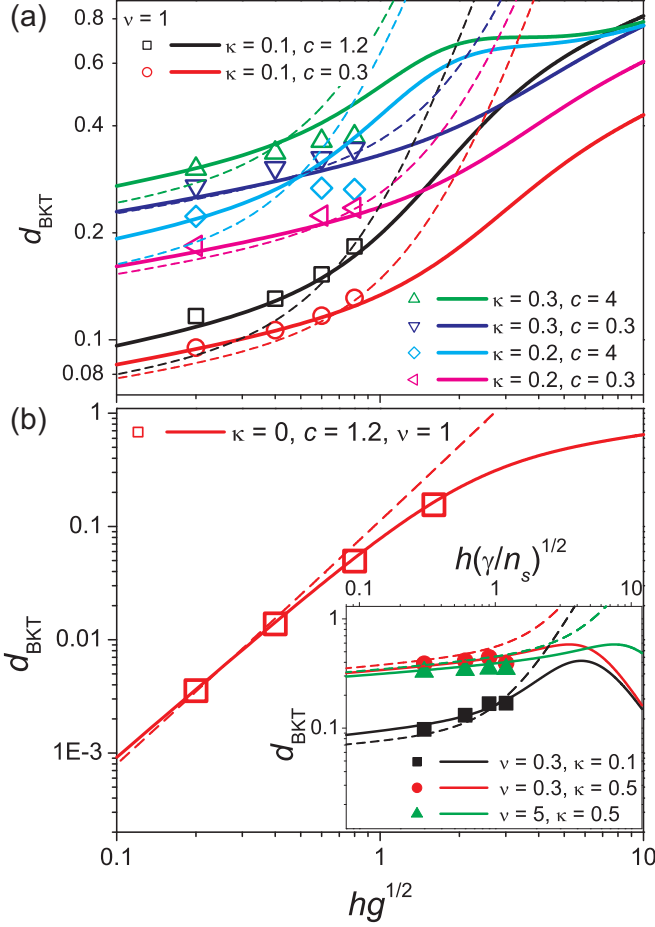 (a)
ν = 1
κ = 0.1, c = 1.2
κ = 0.1, c = 0.3
0.8
0.6
0.4
0.2
0.1
0.08
d_BKT
κ = 0.3, c = 4
κ = 0.3, c = 0.3
κ = 0.2, c = 4
κ = 0.2, c = 0.3
(b)
κ = 0, c = 1.2, ν = 1
1
0.1
0.01
1E-3
d_BKT
h(γ/n_s)^{1/2}
0.1 1 10
1
0.1
d_BKT
ν = 0.3, κ = 0.1
ν = 0.3, κ = 0.5
ν = 5, κ = 0.5
0.1 1 10
hg^{1/2}